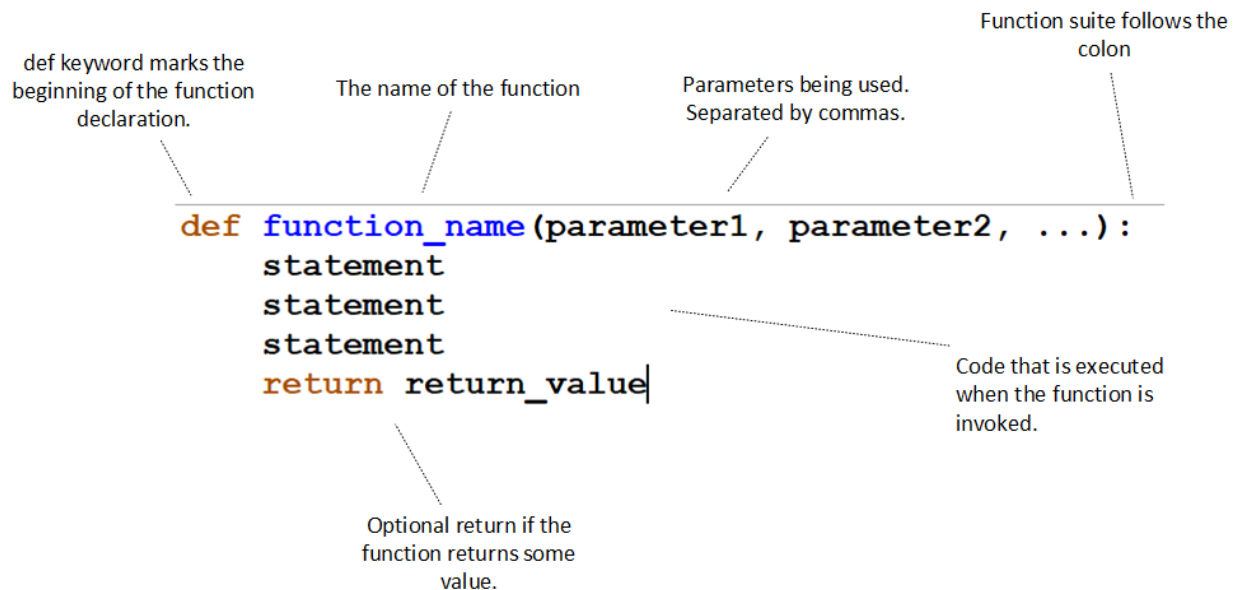 Function suite follows the
colon
def keyword marks the
beginning of the function
declaration.
The name of the function
Parameters being used.
Separated by commas.
def function_name(parameter1, parameter2, ...):
    statement
    statement
    statement
    return return_value
Code that is executed
when the function is
invoked.
Optional return if the
function returns some
value.